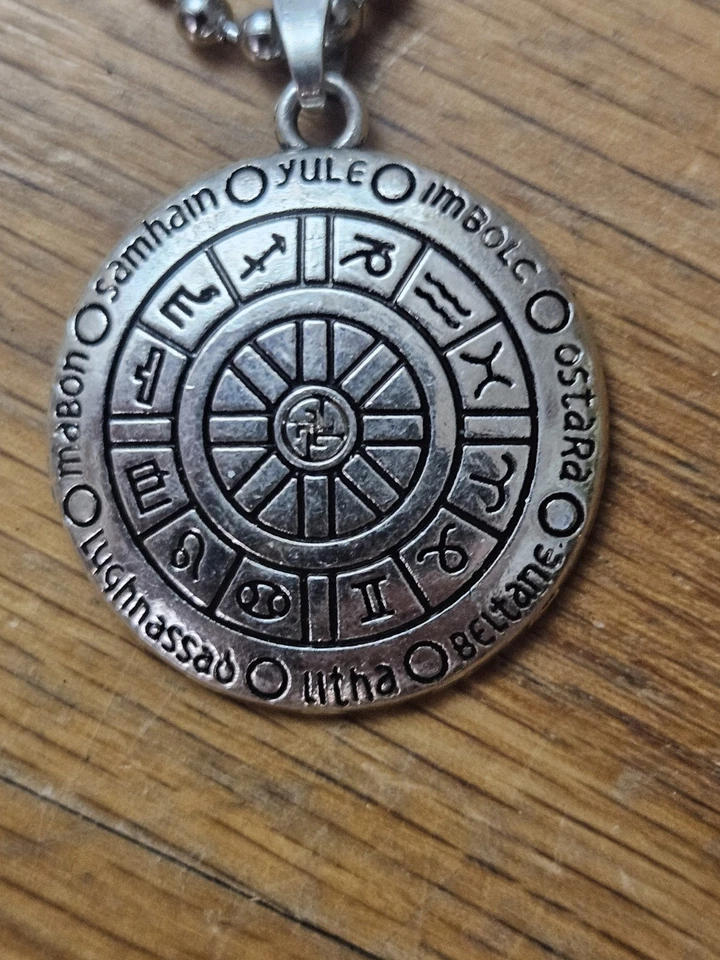 YULE
IMBOLC
OSTARA
BELTANE
LITHA
LUGHNASSAD
MABON
SAMHAIN
♑
♒
♓
♈
♉
♊
♋
♌
♍
♎
♏
♐